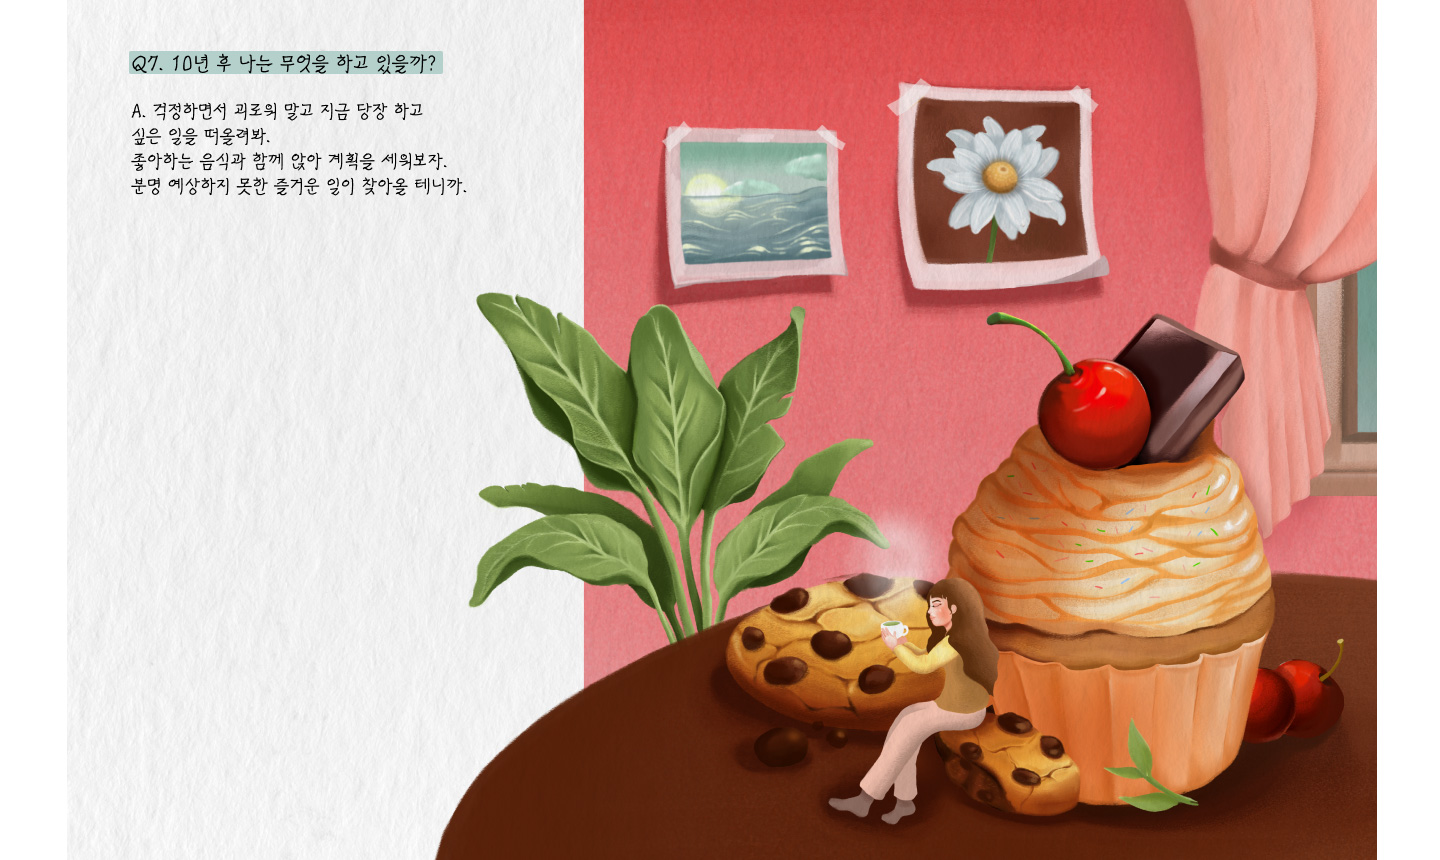 Q7. 10년 후 나는 무엇을 하고 있을까?
A. 걱정하면서 괴로워 말고 지금 당장 하고
싶은 일을 떠올려봐.
좋아하는 음식과 함께 앉아 계획을 세워보자.
분명 예상하지 못한 즐거운 일이 찾아올 테니까.